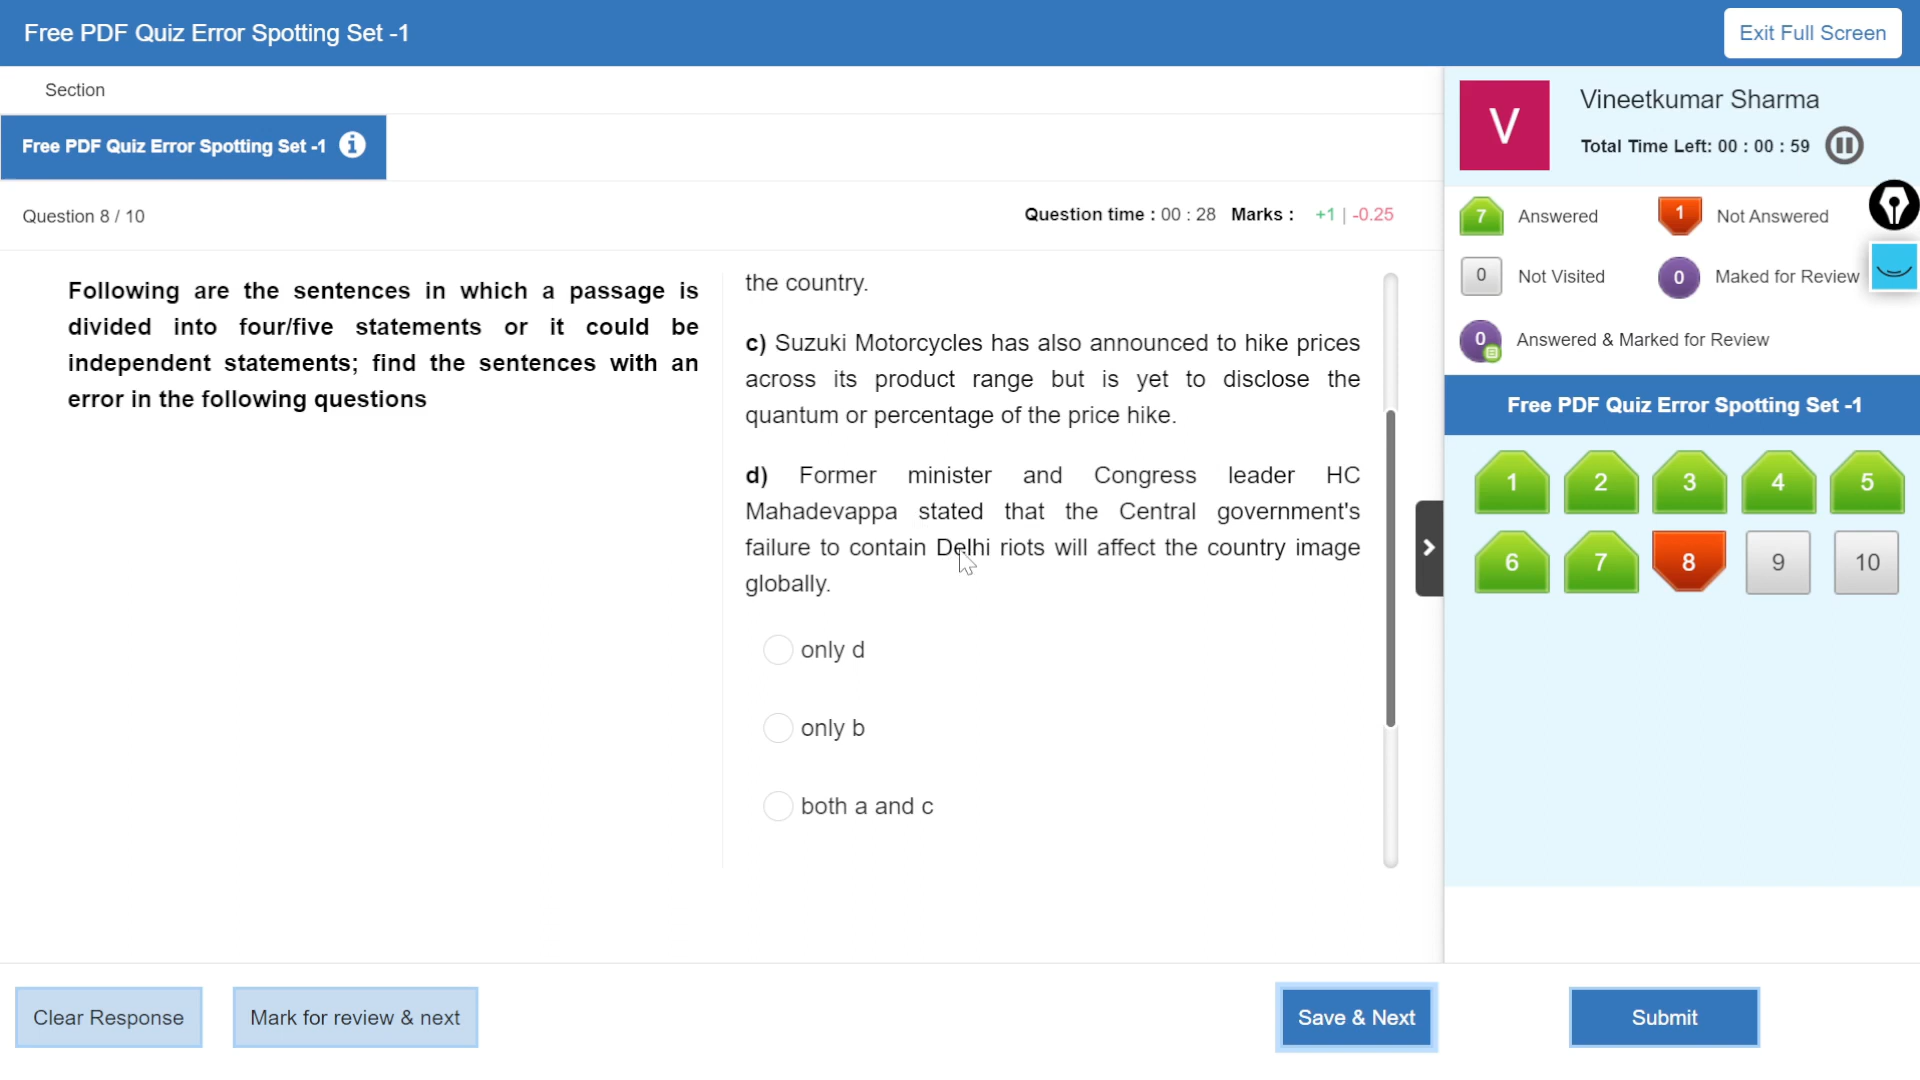 Free PDF Quiz Error Spotting Set -1
Exit Full Screen
Section
Free PDF Quiz Error Spotting Set -1 i
Question 8 / 10
Question time : 00 : 28 Marks : +1 | -0.25
Following are the sentences in which a passage is
divided into four/five statements or it could be
independent statements; find the sentences with an
error in the following questions
the country.
c) Suzuki Motorcycles has also announced to hike prices
across its product range but is yet to disclose the
quantum or percentage of the price hike.
d) Former minister and Congress leader HC
Mahadevappa stated that the Central government's
failure to contain Delhi riots will affect the country image
globally.
only d
only b
both a and c
Clear Response
Mark for review & next
Save & Next
V
Vineetkumar Sharma
Total Time Left: 00 : 00 : 59
7 Answered
1 Not Answered
0 Not Visited
0 Maked for Review
0 Answered & Marked for Review
Free PDF Quiz Error Spotting Set -1
1 2 3 4 5
6 7 8 9 10
Submit